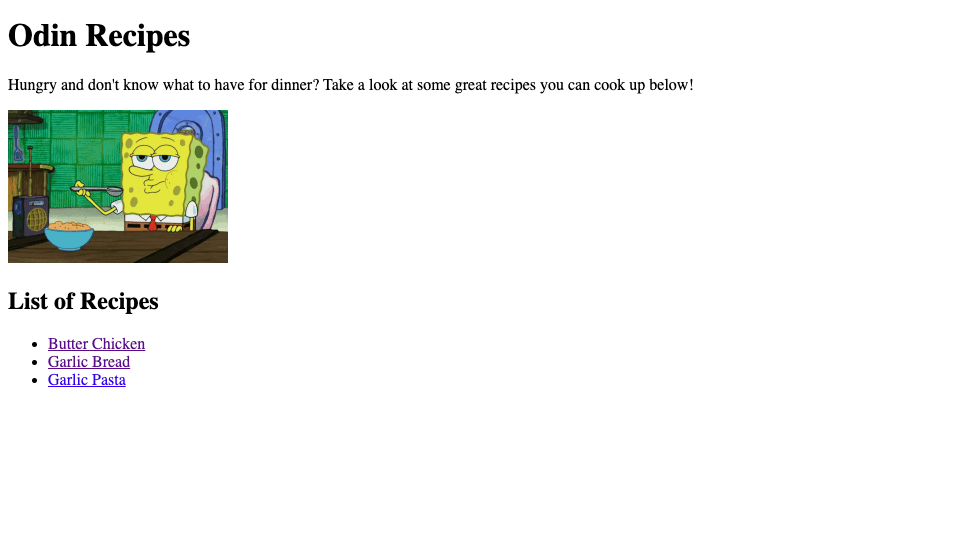 Odin Recipes
Hungry and don't know what to have for dinner? Take a look at some great recipes you can cook up below!
List of Recipes
Butter Chicken
Garlic Bread
Garlic Pasta